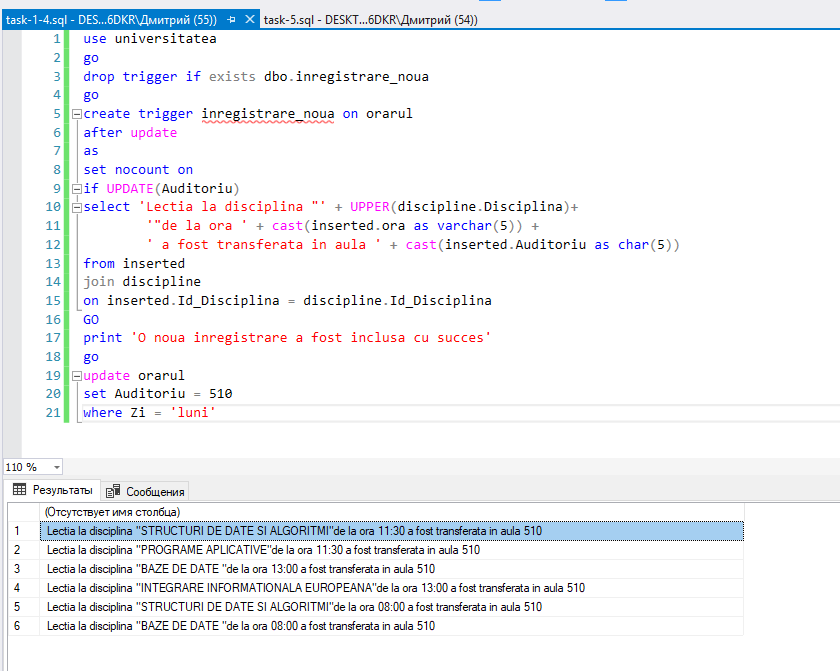 task-1-4.sql - DES...6DKR\Дмитрий (55)) task-5.sql - DESKT...6DKR\Дмитрий (54))
1 use universitatea
2 go
3 drop trigger if exists dbo.inregistrare_noua
4 go
5 create trigger inregistrare_noua on orarul
6 after update
7 as
8 set nocount on
9 if UPDATE(Auditoriu)
10 select 'Lectia la disciplina "' + UPPER(discipline.Disciplina)+
11 '"de la ora ' + cast(inserted.ora as varchar(5)) +
12 ' a fost transferata in aula ' + cast(inserted.Auditoriu as char(5))
13 from inserted
14 join discipline
15 on inserted.Id_Disciplina = discipline.Id_Disciplina
16 GO
17 print 'O noua inregistrare a fost inclusa cu succes'
18 go
19 update orarul
20 set Auditoriu = 510
21 where Zi = 'luni'
110 %
Результаты Сообщения
(Отсутствует имя столбца)
1 Lectia la disciplina "STRUCTURI DE DATE SI ALGORITMI"de la ora 11:30 a fost transferata in aula 510
2 Lectia la disciplina "PROGRAME APLICATIVE"de la ora 11:30 a fost transferata in aula 510
3 Lectia la disciplina "BAZE DE DATE "de la ora 13:00 a fost transferata in aula 510
4 Lectia la disciplina "INTEGRARE INFORMATIONALA EUROPEANA"de la ora 13:00 a fost transferata in aula 510
5 Lectia la disciplina "STRUCTURI DE DATE SI ALGORITMI"de la ora 08:00 a fost transferata in aula 510
6 Lectia la disciplina "BAZE DE DATE "de la ora 08:00 a fost transferata in aula 510